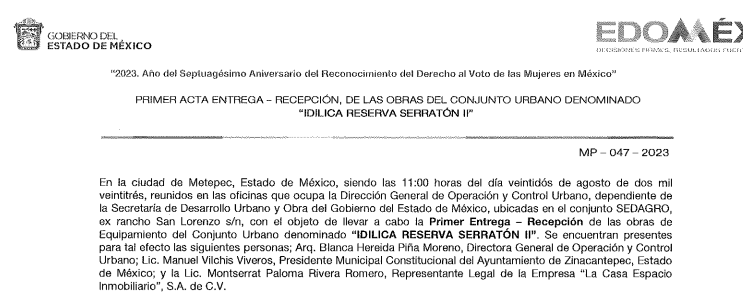 GOBIERNO DEL
ESTADO DE MÉXICO
EDOMÉX
DECISIONES FIRMES, RESULTADOS FUERTES
"2023. Año del Septuagésimo Aniversario del Reconocimiento del Derecho al Voto de las Mujeres en México"
PRIMER ACTA ENTREGA – RECEPCIÓN, DE LAS OBRAS DEL CONJUNTO URBANO DENOMINADO
"IDILICA RESERVA SERRATÓN II"
MP – 047 – 2023
En la ciudad de Metepec, Estado de México, siendo las 11:00 horas del día veintidós de agosto de dos mil
veintitrés, reunidos en las oficinas que ocupa la Dirección General de Operación y Control Urbano, dependiente de
la Secretaría de Desarrollo Urbano y Obra del Gobierno del Estado de México, ubicadas en el conjunto SEDAGRO,
ex rancho San Lorenzo s/n, con el objeto de llevar a cabo la Primer Entrega – Recepción de las obras de
Equipamiento del Conjunto Urbano denominado "IDILICA RESERVA SERRATÓN II". Se encuentran presentes
para tal efecto las siguientes personas; Arq. Blanca Hereida Piña Moreno, Directora General de Operación y Control
Urbano; Lic. Manuel Vilchis Viveros, Presidente Municipal Constitucional del Ayuntamiento de Zinacantepec, Estado
de México; y la Lic. Montserrat Paloma Rivera Romero, Representante Legal de la Empresa "La Casa Espacio
Inmobiliario", S.A. de C.V.